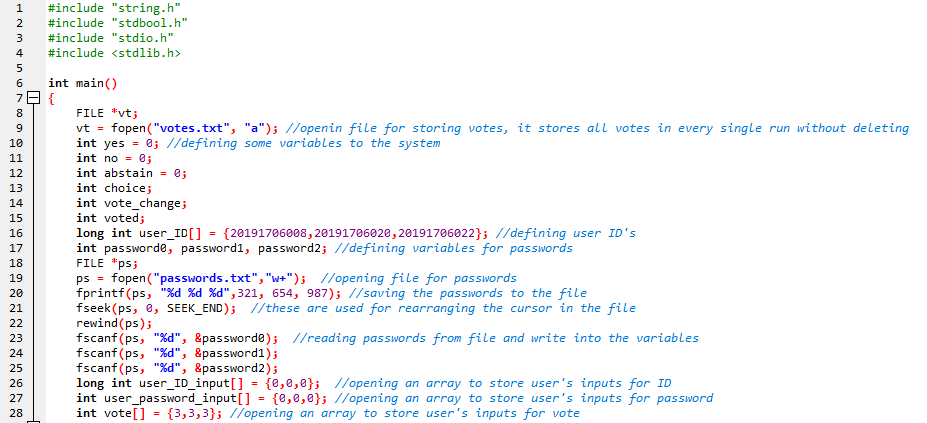 1 #include "string.h"
2 #include "stdbool.h"
3 #include "stdio.h"
4 #include <stdlib.h>
5
6 int main()
7 {
8 FILE *vt;
9 vt = fopen("votes.txt", "a"); //openin file for storing votes, it stores all votes in every single run without deleting
10 int yes = 0; //defining some variables to the system
11 int no = 0;
12 int abstain = 0;
13 int choice;
14 int vote_change;
15 int voted;
16 long int user_ID[] = {20191706008,20191706020,20191706022}; //defining user ID's
17 int password0, password1, password2; //defining variables for passwords
18 FILE *ps;
19 ps = fopen("passwords.txt","w+"); //opening file for passwords
20 fprintf(ps, "%d %d %d",321, 654, 987); //saving the passwords to the file
21 fseek(ps, 0, SEEK_END); //these are used for rearranging the cursor in the file
22 rewind(ps);
23 fscanf(ps, "%d", &password0); //reading passwords from file and write into the variables
24 fscanf(ps, "%d", &password1);
25 fscanf(ps, "%d", &password2);
26 long int user_ID_input[] = {0,0,0}; //opening an array to store user's inputs for ID
27 int user_password_input[] = {0,0,0}; //opening an array to store user's inputs for password
28 int vote[] = {3,3,3}; //opening an array to store user's inputs for vote